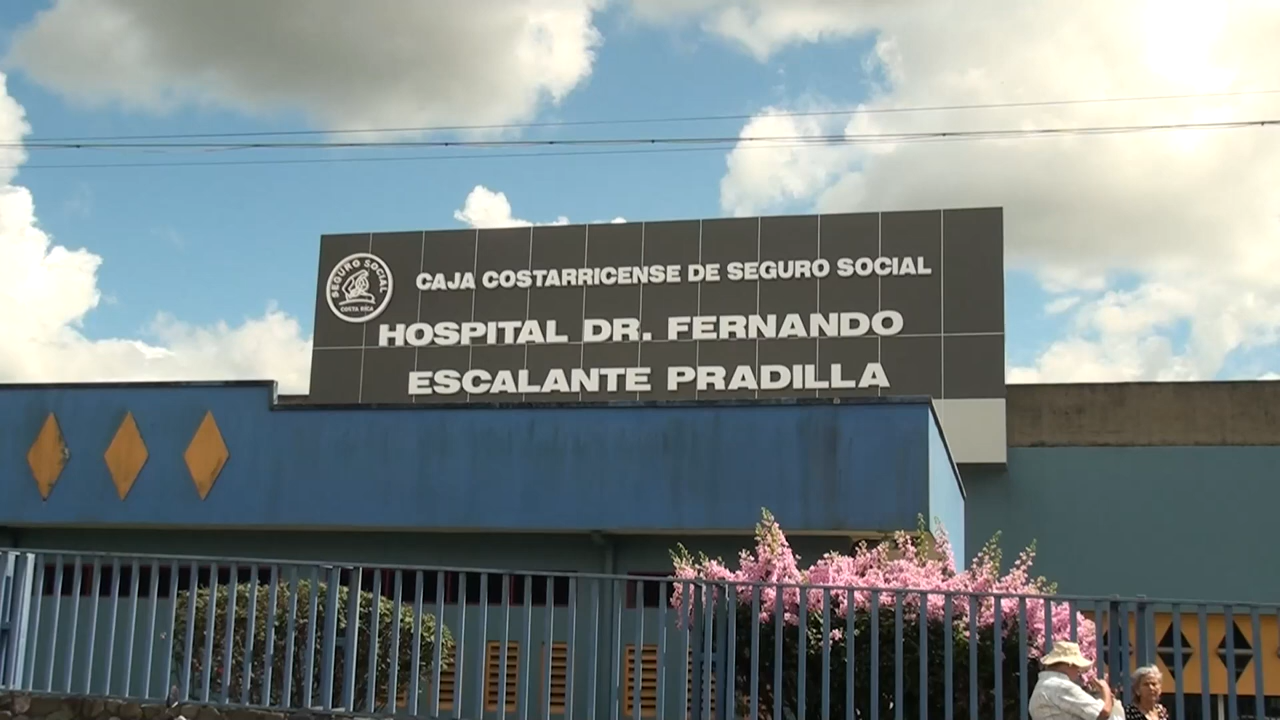 SEGURO SOCIAL
COSTA RICA
CAJA COSTARRICENSE DE SEGURO SOCIAL
HOSPITAL DR. FERNANDO
ESCALANTE PRADILLA